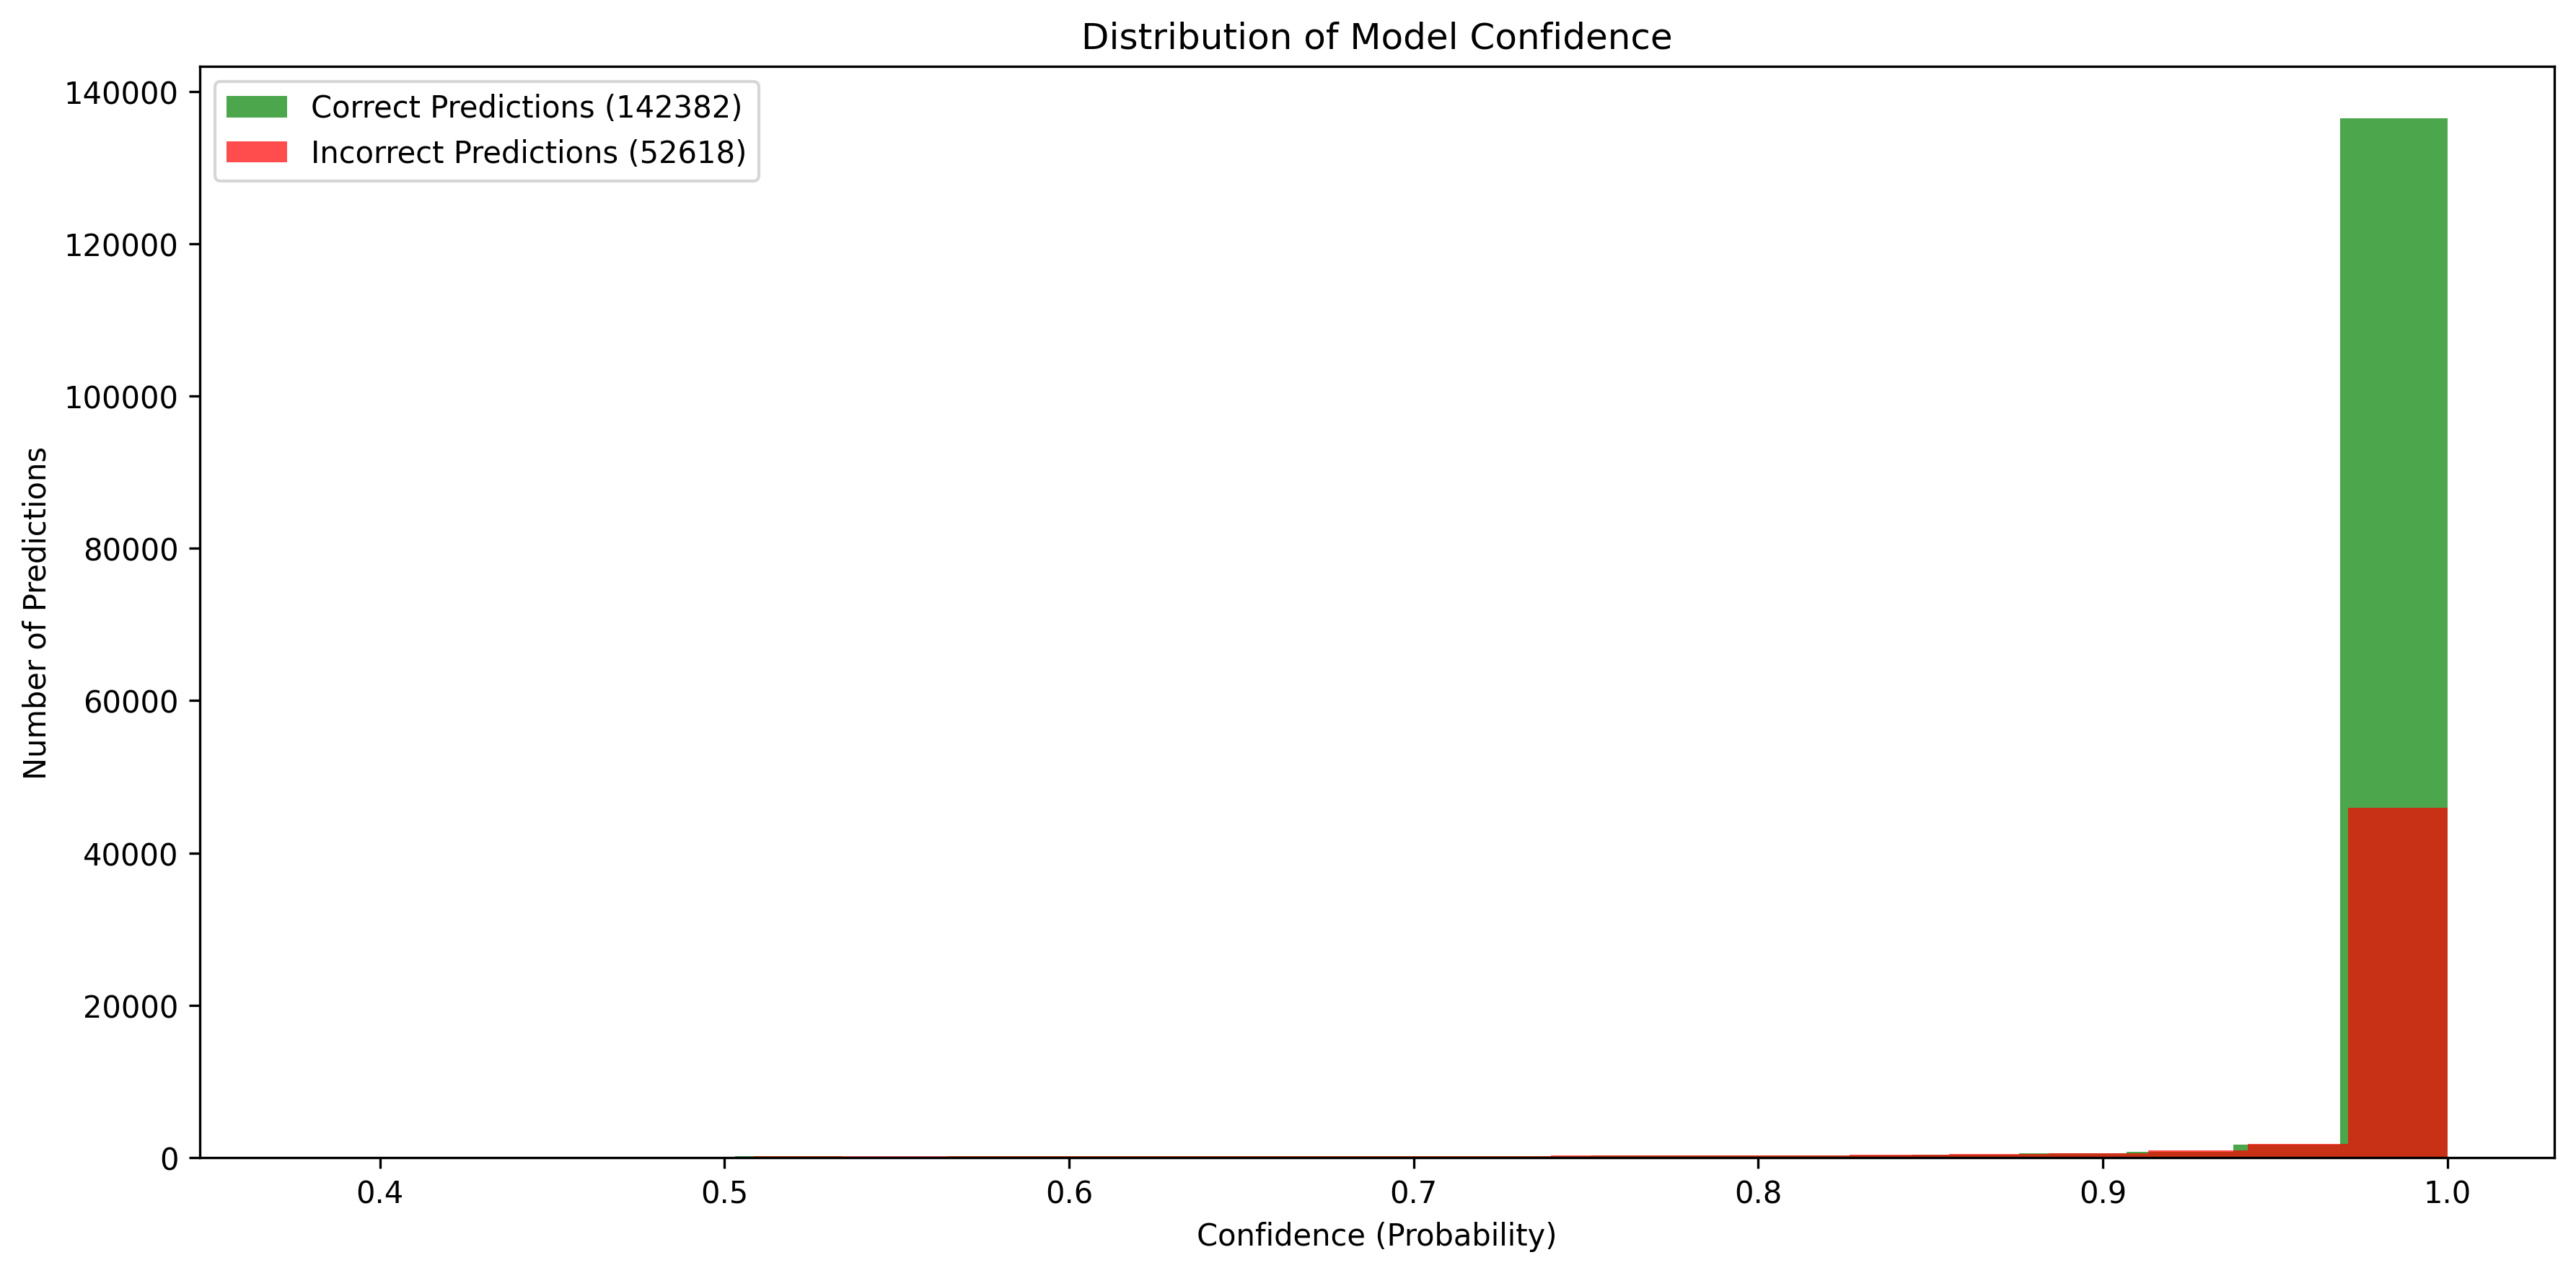 Distribution of Model Confidence
Correct Predictions (142382)
Incorrect Predictions (52618)
Number of Predictions
140000
120000
100000
80000
60000
40000
20000
0
0.4 0.5 0.6 0.7 0.8 0.9 1.0
Confidence (Probability)